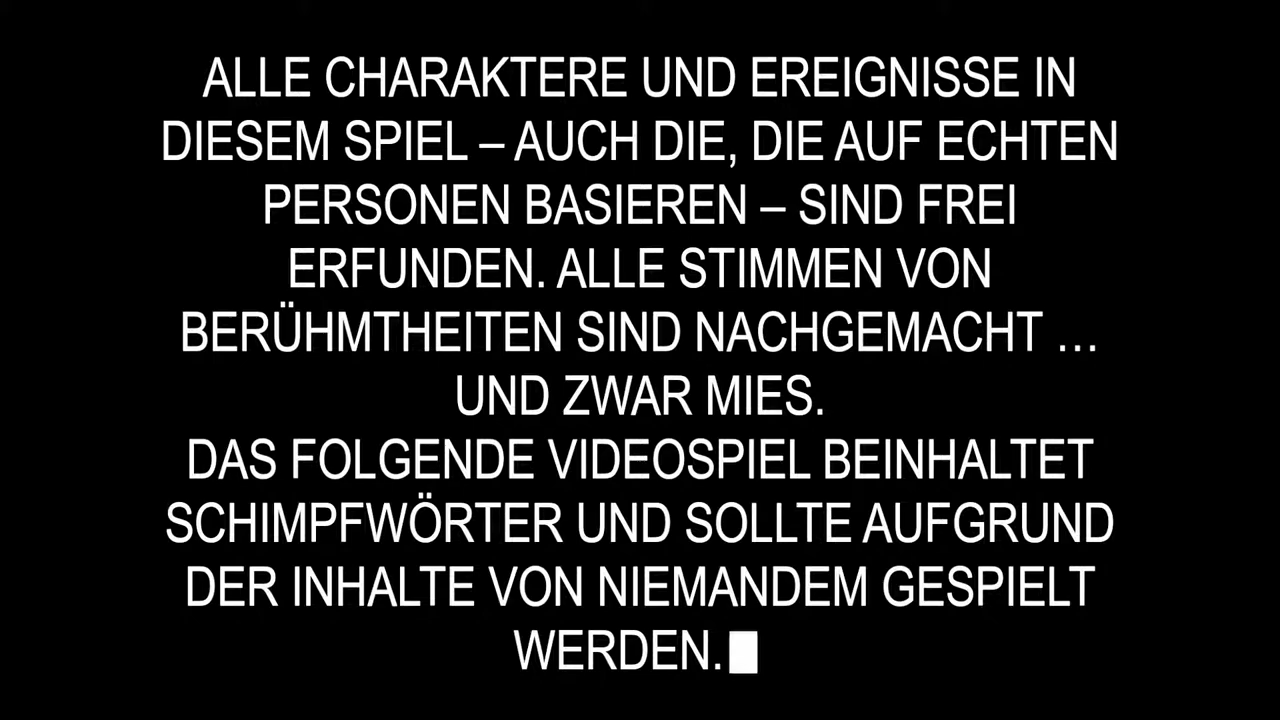 ALLE CHARAKTERE UND EREIGNISSE IN
DIESEM SPIEL – AUCH DIE, DIE AUF ECHTEN
PERSONEN BASIEREN – SIND FREI
ERFUNDEN. ALLE STIMMEN VON
BERÜHMTHEITEN SIND NACHGEMACHT …
UND ZWAR MIES.
DAS FOLGENDE VIDEOSPIEL BEINHALTET
SCHIMPFWÖRTER UND SOLLTE AUFGRUND
DER INHALTE VON NIEMANDEM GESPIELT
WERDEN.